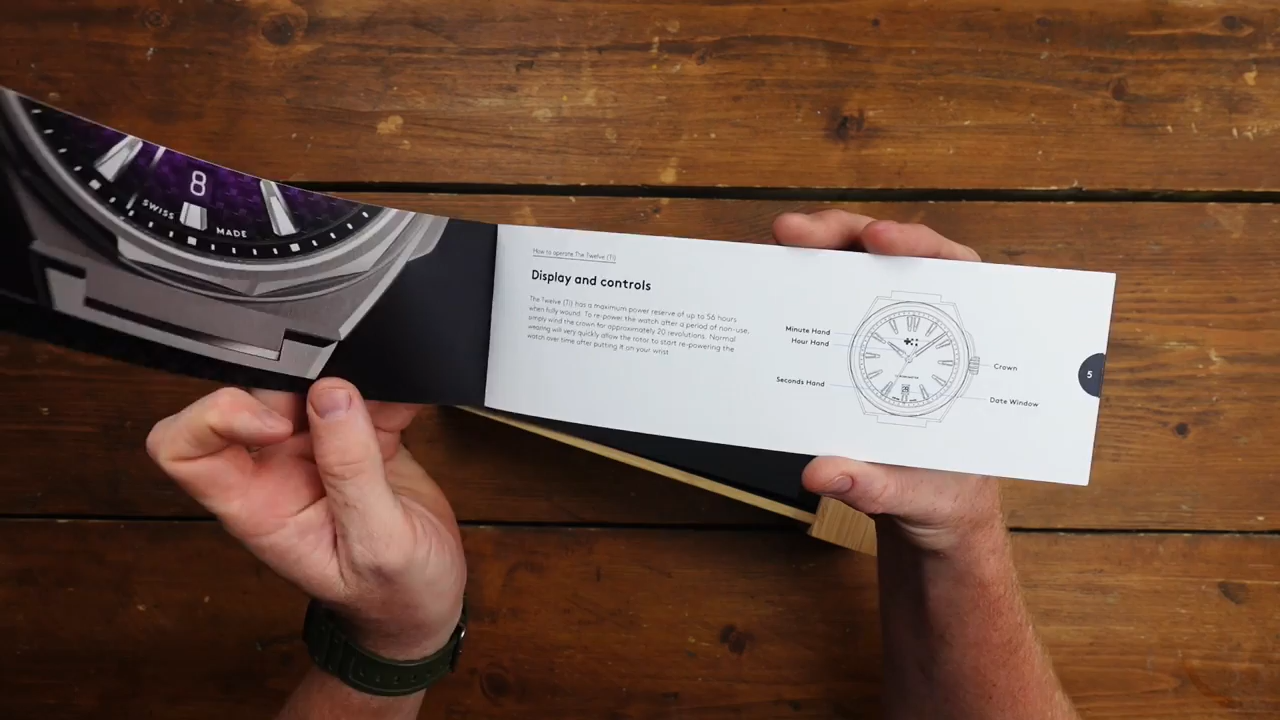 8
SWISS MADE
How to operate The Twelve (Ti)
Display and controls
The Twelve (Ti) has a maximum power reserve of up to 58 hours
when fully wound. To re-power the watch after a period of non-use,
simply wind the crown for approximately 20 revolutions. Normal
wearing will very quickly allow the rotor to start re-powering the
watch over time after putting it on your wrist.
Minute Hand
Hour Hand
Seconds Hand
Crown
Date Window
5